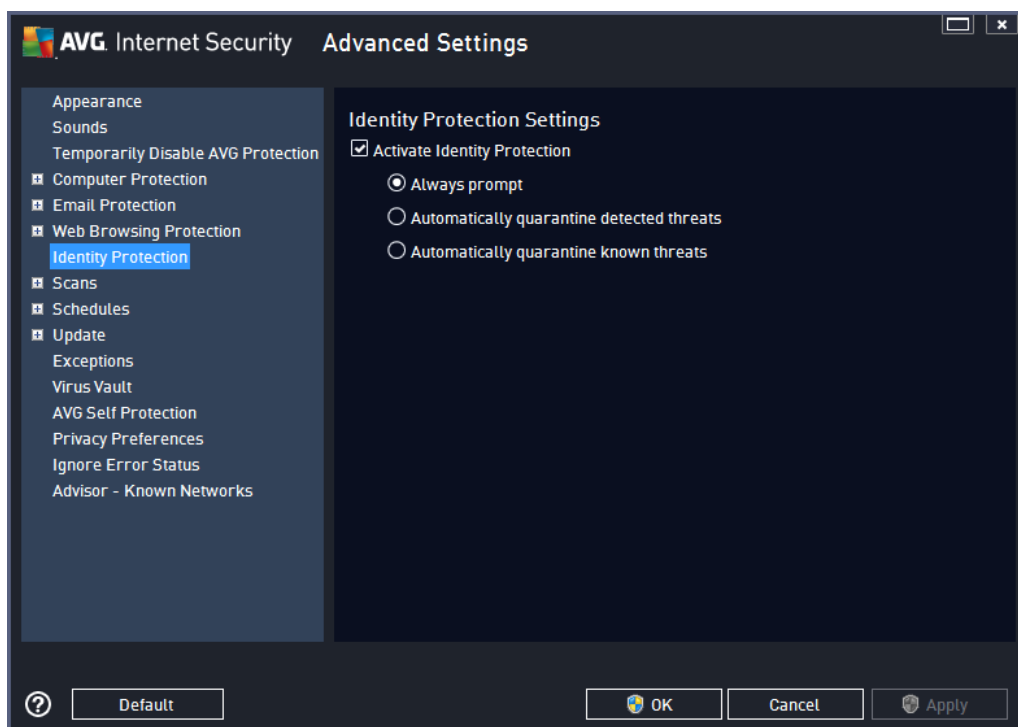 AVG. Internet Security Advanced Settings
Appearance
Sounds
Temporarily Disable AVG Protection
Computer Protection
Email Protection
Web Browsing Protection
Identity Protection
Scans
Schedules
Update
Exceptions
Virus Vault
AVG Self Protection
Privacy Preferences
Ignore Error Status
Advisor - Known Networks
Identity Protection Settings
Activate Identity Protection
Always prompt
Automatically quarantine detected threats
Automatically quarantine known threats
? Default OK Cancel Apply